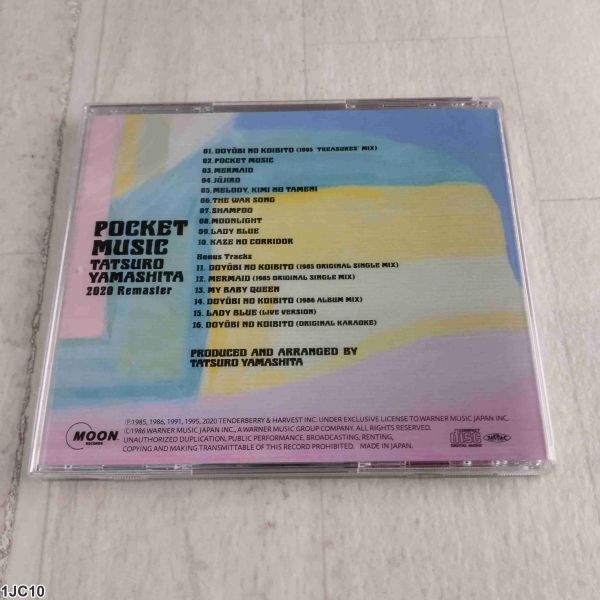 POCKET
MUSIC
TATSURO
YAMASHITA
2020 Remaster
01. DOYŌBI NO KOIBITO (1995 'TREASURES' MIX)
02. POCKET MUSIC
03. MERMAID
04. JŪJIRO
05. MELODY, KIMI NO TAMENI
06. THE WAR SONG
07. SHAMPOO
08. MOONLIGHT
09. LADY BLUE
10. KAZE NO CORRIDOR
Bonus Tracks
11. DOYŌBI NO KOIBITO (1985 ORIGINAL SINGLE MIX)
12. MERMAID (1985 ORIGINAL SINGLE MIX)
13. MY BABY QUEEN
14. DOYŌBI NO KOIBITO (1986 ALBUM MIX)
15. LADY BLUE (LIVE VERSION)
16. DOYŌBI NO KOIBITO (ORIGINAL KARAOKE)
PRODUCED AND ARRANGED BY
TATSURO YAMASHITA
MOON
RECORDS
℗1985, 1986, 1991, 1995, 2020 TENDERBERRY & HARVEST INC. UNDER EXCLUSIVE LICENSE TO WARNER MUSIC JAPAN INC,
©1986 WARNER MUSIC JAPAN INC., A WARNER MUSIC GROUP COMPANY. ALL RIGHTS RESERVED.
UNAUTHORIZED DUPLICATION, PUBLIC PERFORMANCE, BROADCASTING, RENTING,
COPYING AND MAKING TRANSMITTABLE OF THIS RECORD PROHIBITED. MADE IN JAPAN.
COMPACT
disc
DIGITAL AUDIO
1JC10